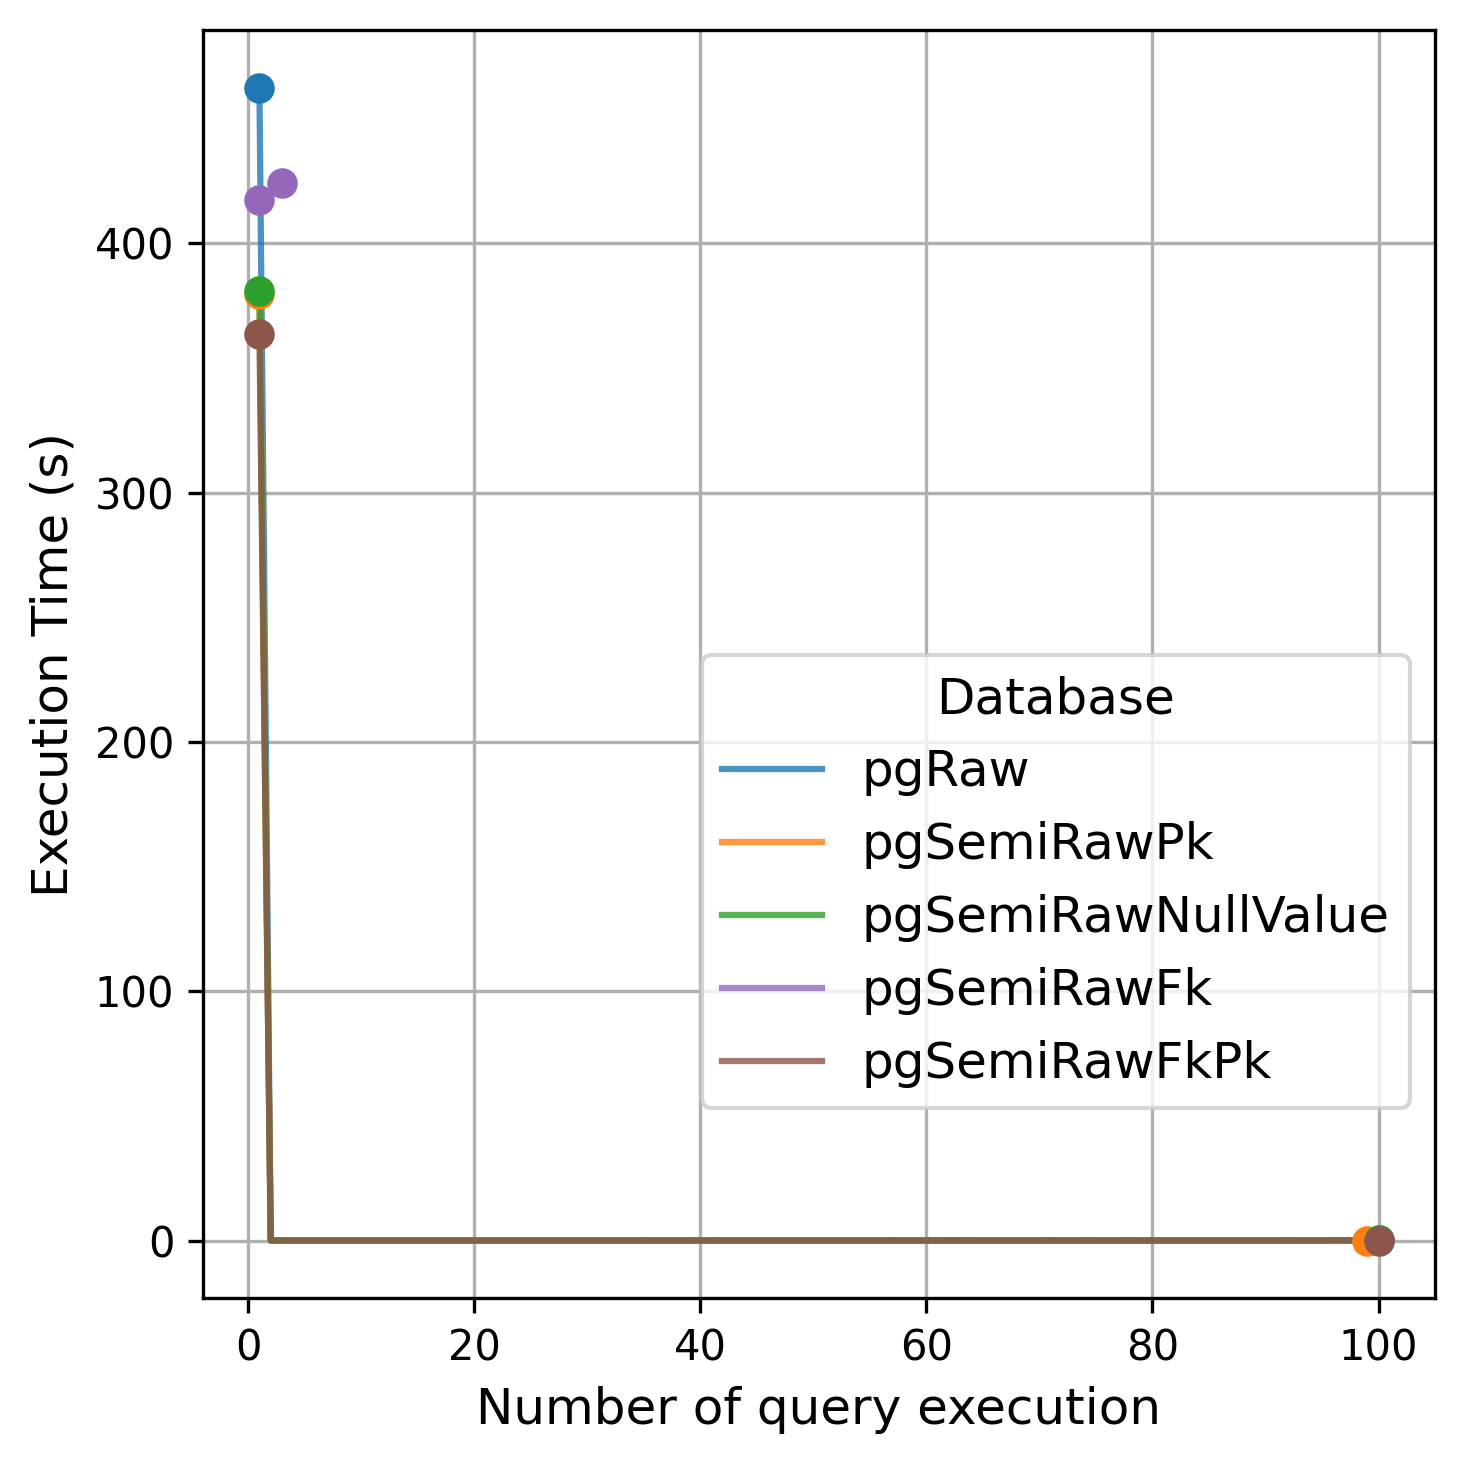 Execution Time (s)
400
300
200
100
0
Database
pgRaw
pgSemiRawPk
pgSemiRawNullValue
pgSemiRawFk
pgSemiRawFkPk
0 20 40 60 80 100
Number of query execution